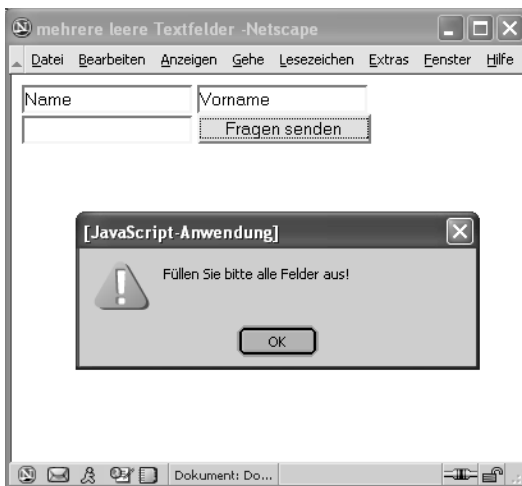 mehrere leere Textfelder -Netscape
Datei Bearbeiten Anzeigen Gehe Lesezeichen Extras Fenster Hilfe
Name Vorname
Fragen senden
[JavaScript-Anwendung]
Füllen Sie bitte alle Felder aus!
OK
Dokument: Do...